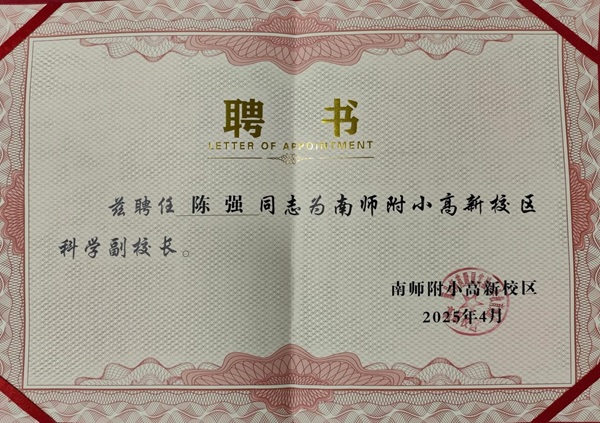 聘 书
LETTER OF APPOINTMENT
兹聘任 陈 强 同志为南师附小高新校区
科学副校长。
南师附小高新校区
2025年4月